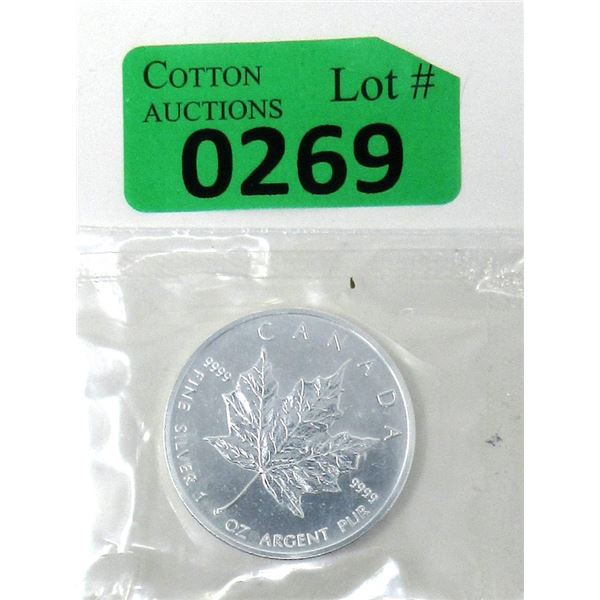 COTTON
AUCTIONS
Lot #
0269
CANADA
9999
9999
FINE SILVER 1 OZ ARGENT PUR